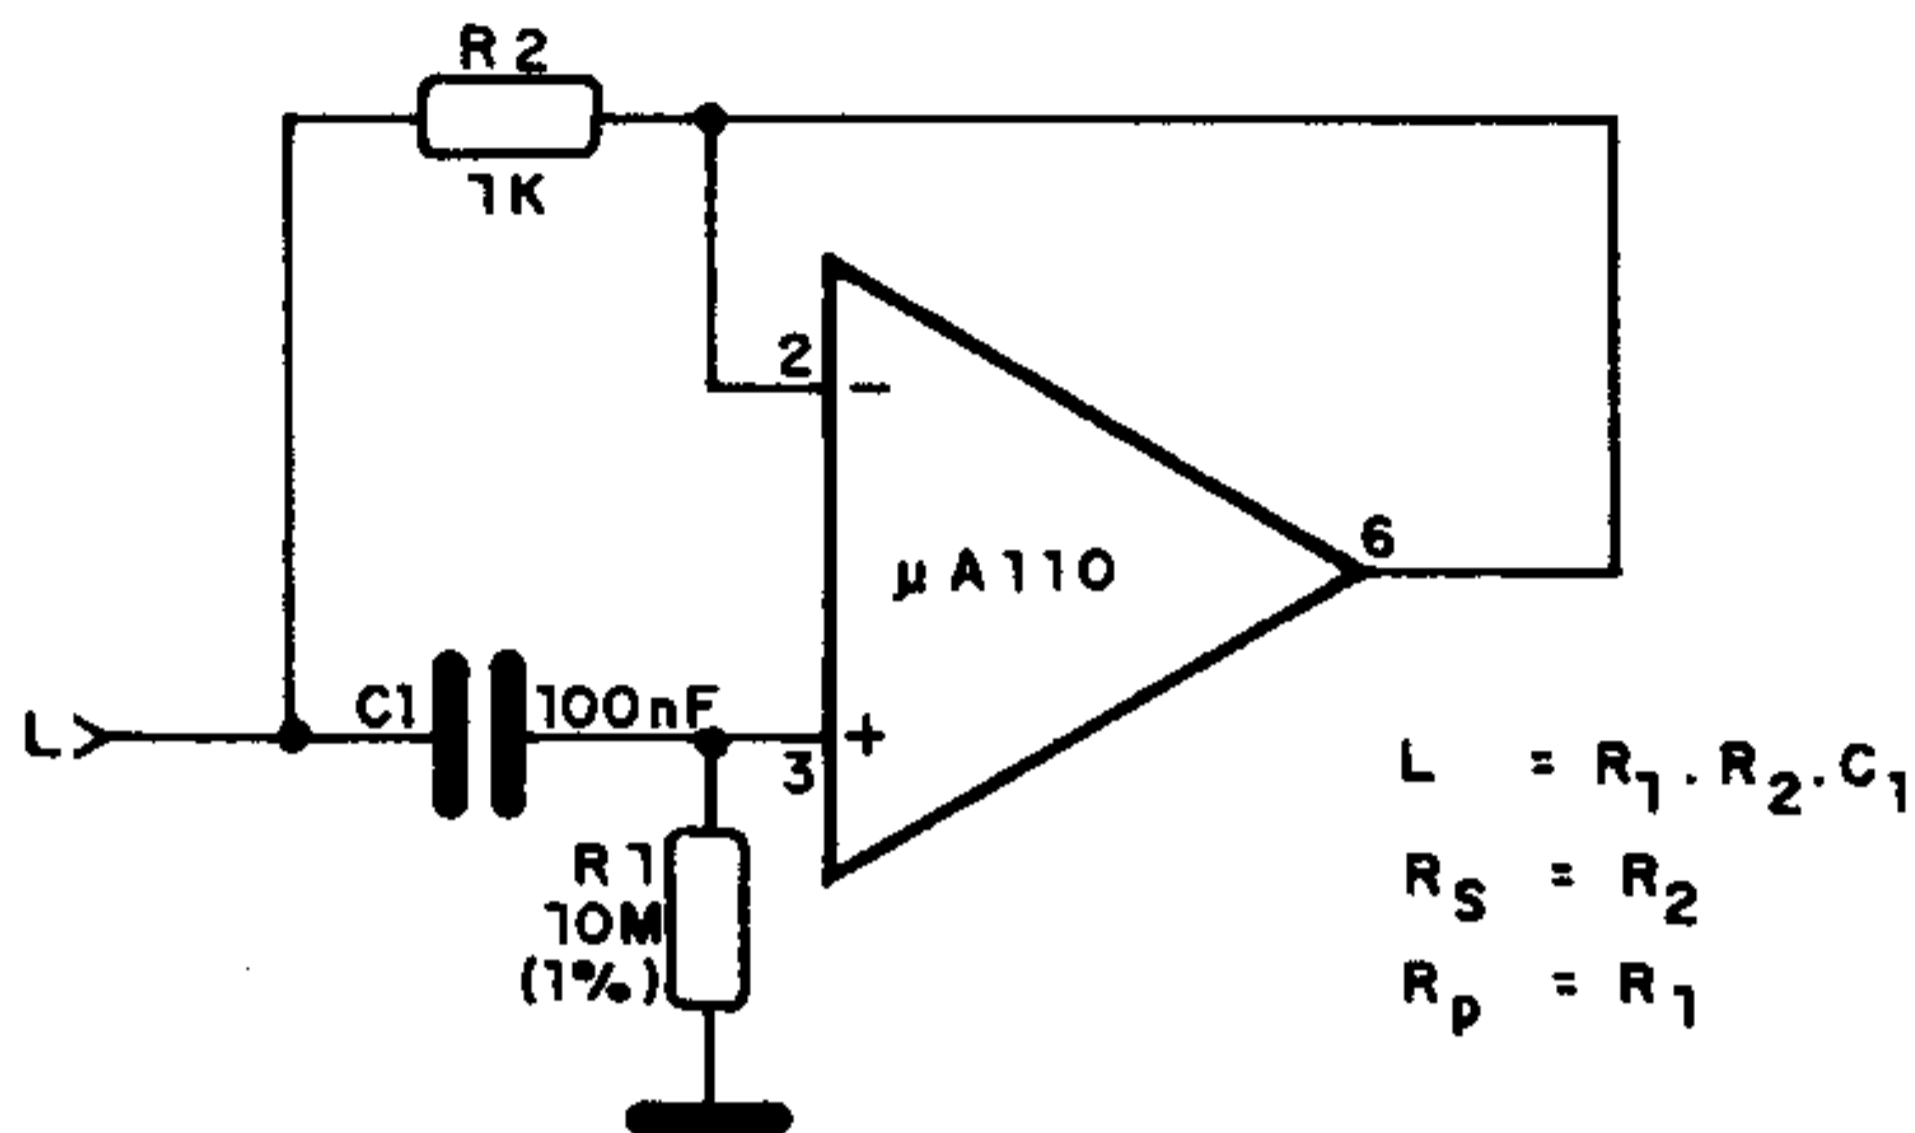 R2
1K
2
-
6
μA110
L
C1
100nF
+
3
R1
10M
(1%)
L = R1 . R2 . C1
RS = R2
Rp = R1